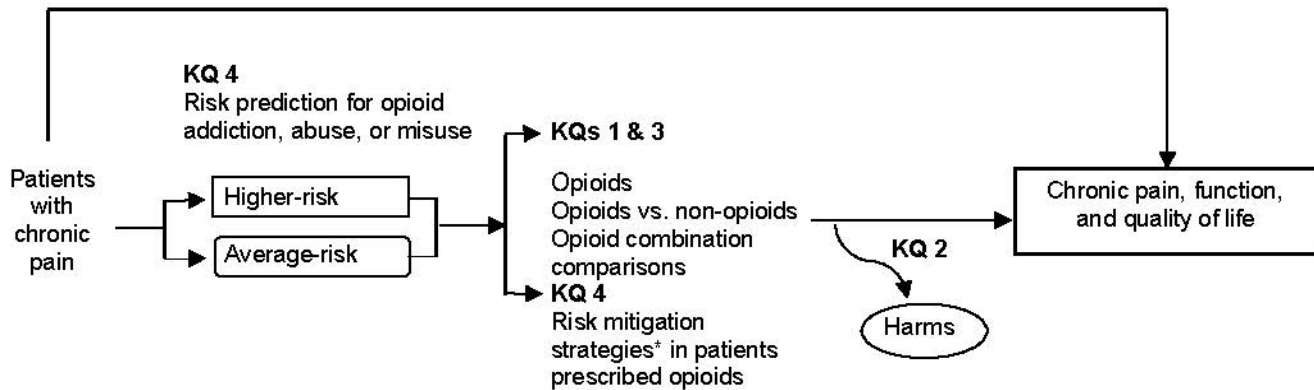 KQ 4
Risk prediction for opioid
addiction, abuse, or misuse
Patients
with
chronic
pain
Higher-risk
Average-risk
KQs 1 & 3
Opioids
Opioids vs. non-opioids
Opioid combination
comparisons
KQ 4
Risk mitigation
strategies* in patients
prescribed opioids
KQ 2
Harms
Chronic pain, function,
and quality of life